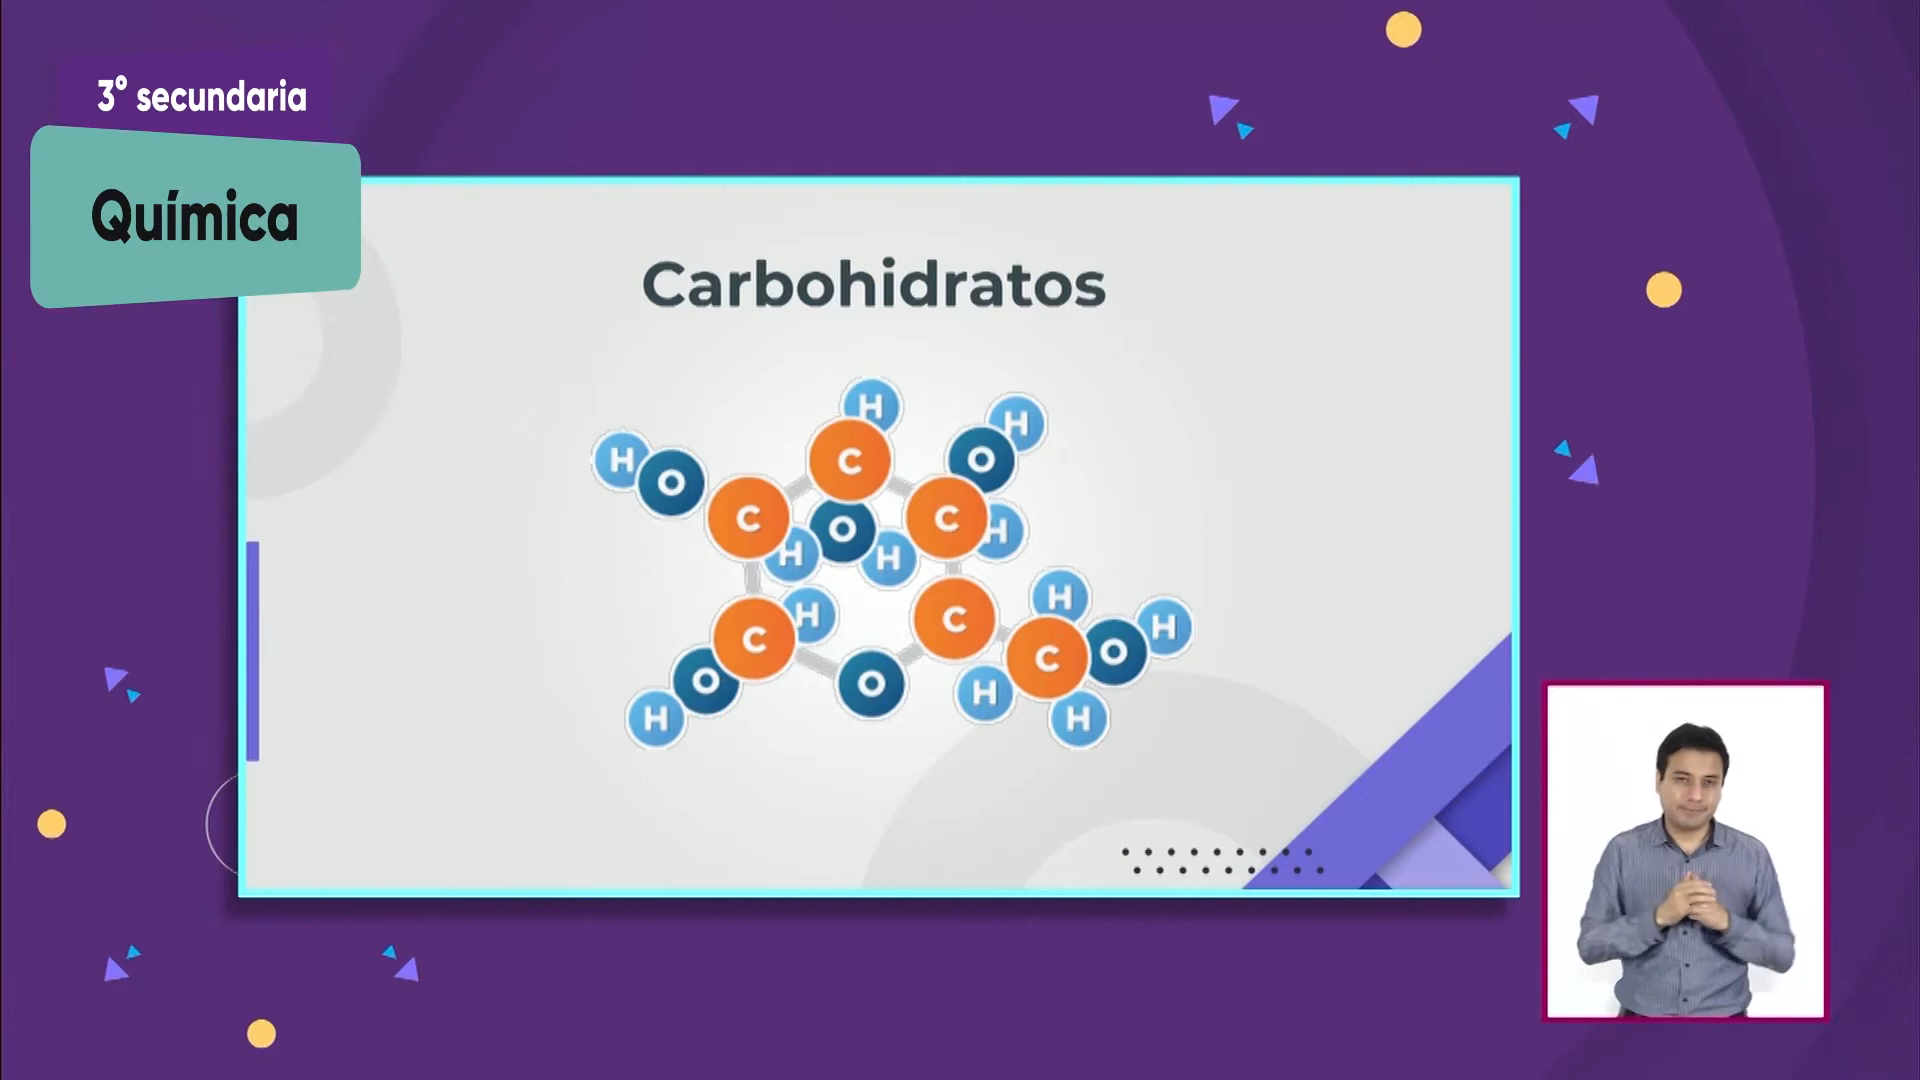 3° secundaria
Química
Carbohidratos
H
H
H O C O
C C
O H
H H
H C H
C C O H
O O H
H H